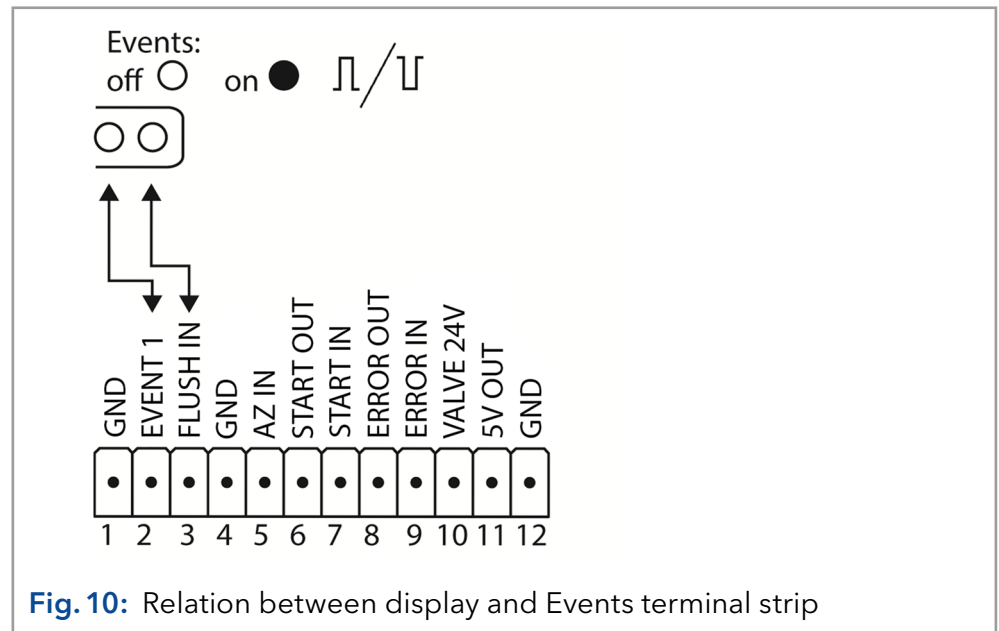 Events:
off on
GND
EVENT 1
FLUSH IN
GND
AZ IN
START OUT
START IN
ERROR OUT
ERROR IN
VALVE 24V
5V OUT
GND
1 2 3 4 5 6 7 8 9 10 11 12
Fig. 10: Relation between display and Events terminal strip